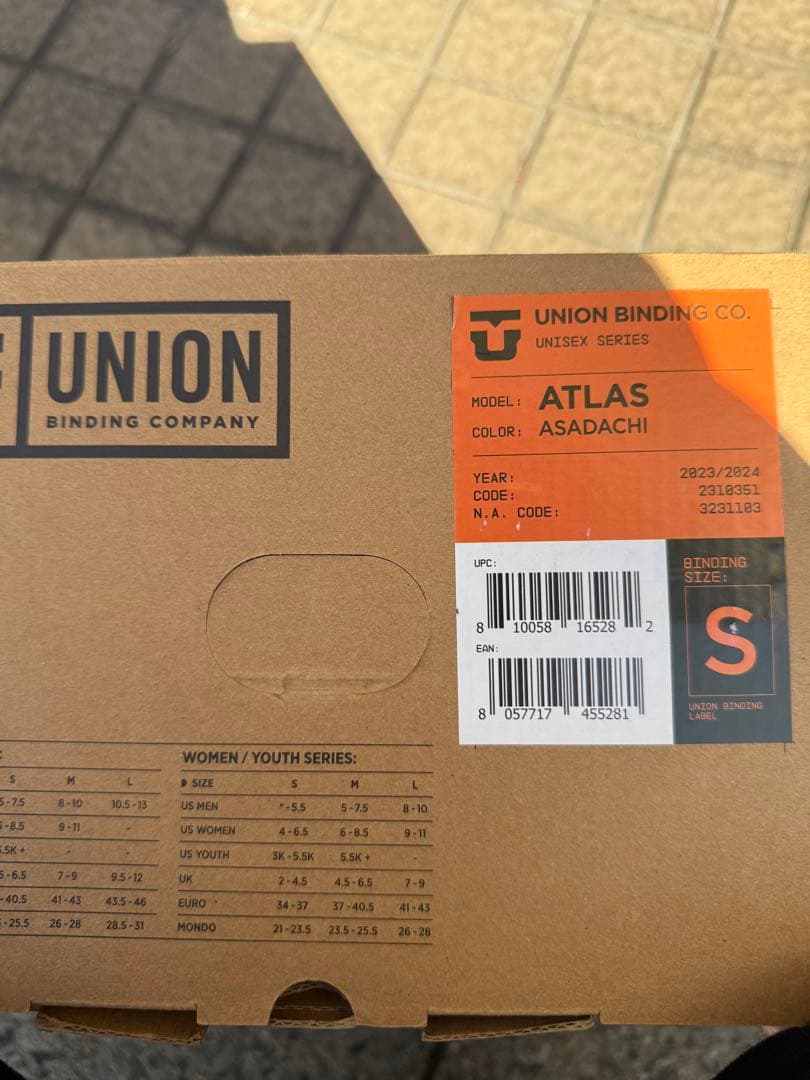 UNION
BINDING COMPANY
UNION BINDING CO.
UNISEX SERIES
MODEL: ATLAS
COLOR: ASADACHI
YEAR: 2023/2024
CODE: 2310351
N.A. CODE: 3231103
UPC:
8 10058 16528 2
EAN:
8 057717 455281
BINDING
SIZE:
S
UNION BINDING
LABEL
S M L
5-7.5 8-10 10.5-13
-8.5 9-11 -
.5K+ - -
5-6.5 7-9 9.5-12
-40.5 41-43 43.5-46
-25.5 26-28 28.5-31
WOMEN / YOUTH SERIES:
SIZE S M L
US MEN *-5.5 5-7.5 8-10
US WOMEN 4-6.5 6-8.5 9-11
US YOUTH 3K-5.5K 5.5K+ -
UK 2-4.5 4.5-6.5 7-9
EURO 34-37 37-40.5 41-43
MONDO 21-23.5 23.5-25.5 26-28